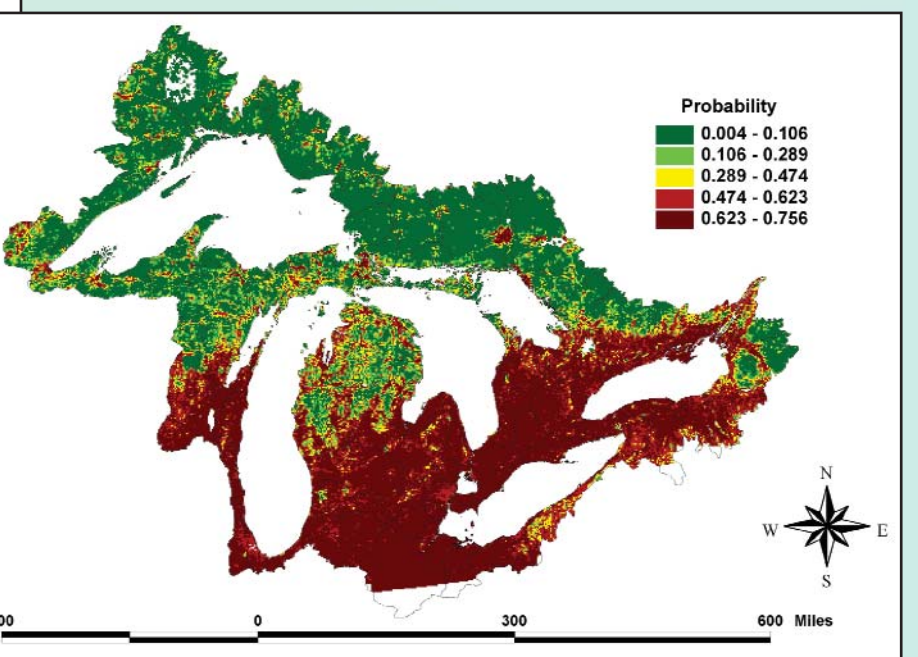 Probability
0.004 - 0.106
0.106 - 0.289
0.289 - 0.474
0.474 - 0.623
0.623 - 0.756
N
W E
S
00 0 300 600 Miles